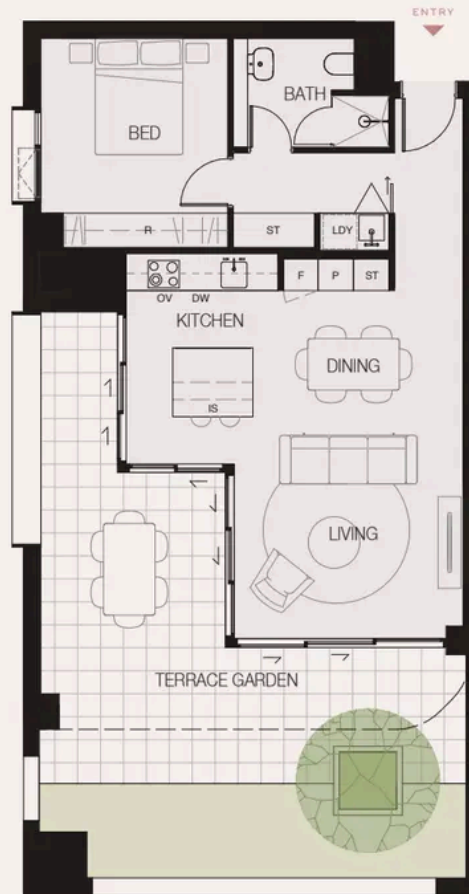 ENTRY
BATH
BED
R
ST
LDY
F
P
ST
OV
DW
KITCHEN
DINING
IS
LIVING
TERRACE GARDEN